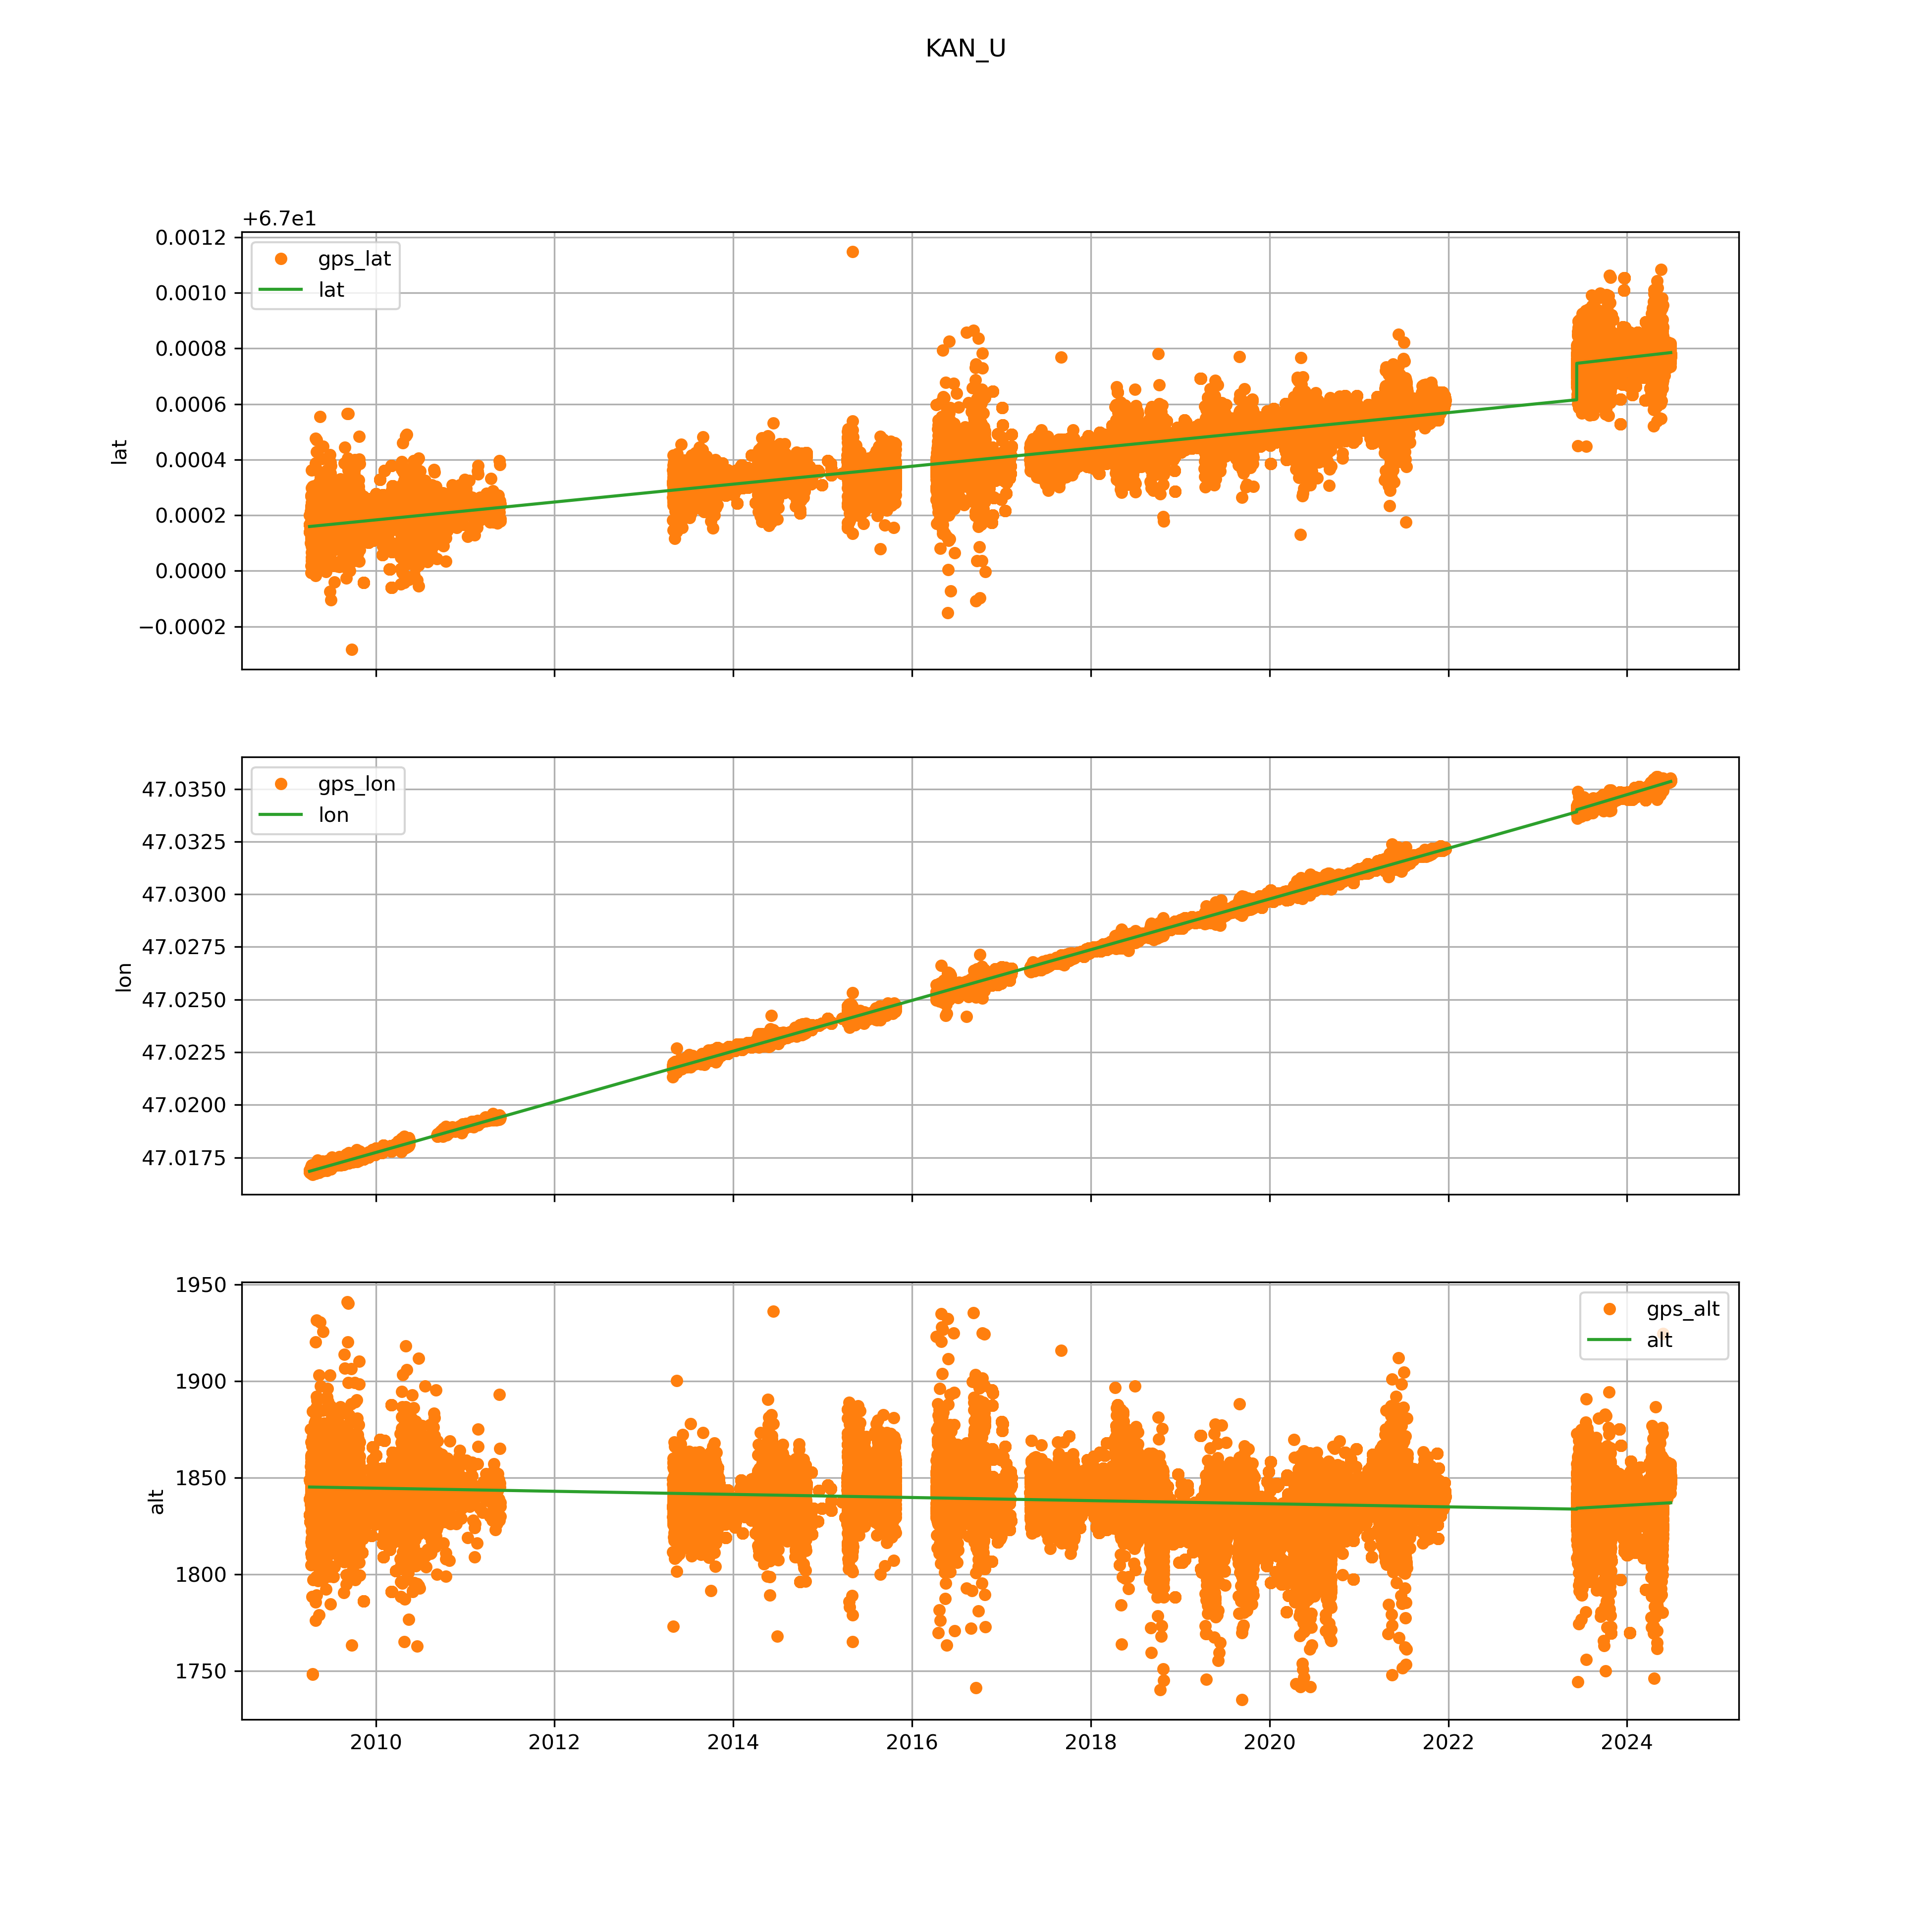 KAN_U
+6.7e1
0.0012
0.0010
0.0008
0.0006
0.0004
0.0002
0.0000
−0.0002
lat
gps_lat
lat
47.0350
47.0325
47.0300
47.0275
47.0250
47.0225
47.0200
47.0175
lon
gps_lon
lon
1950
1900
1850
1800
1750
alt
gps_alt
alt
2010 2012 2014 2016 2018 2020 2022 2024